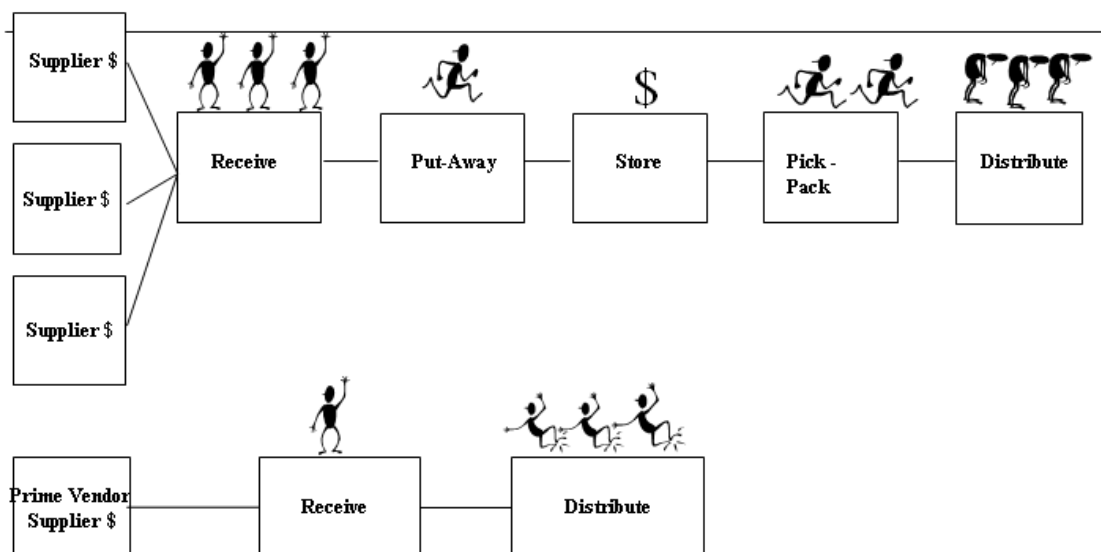 Supplier $
Receive
Put-Away
$
Store
Pick -
Pack
Distribute
Supplier $
Supplier $
Prime Vendor
Supplier $
Receive
Distribute